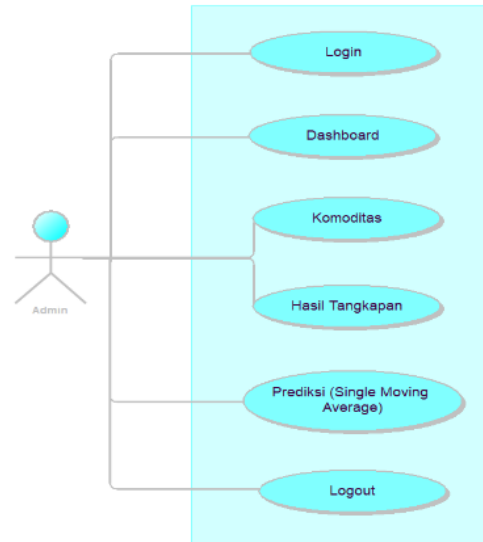 Login
Dashboard
Komoditas
Admin
Hasil Tangkapan
Prediksi (Single Moving
Average)
Logout